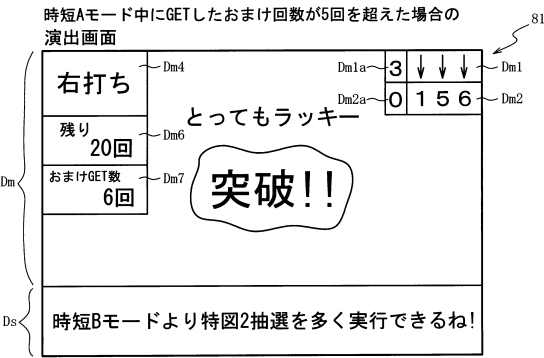 時短Aモード中にGETしたおまけ回数が5回を超えた場合の
演出画面
81
右打ち
Dm4
Dm1a
3 ↓ ↓ ↓
Dm1
Dm2a
0 1 5 6
Dm2
とってもラッキー
残り
20回
Dm6
おまけGET数
6回
Dm7
突破!!
Dm
Ds
時短Bモードより特図2抽選を多く実行できるね!